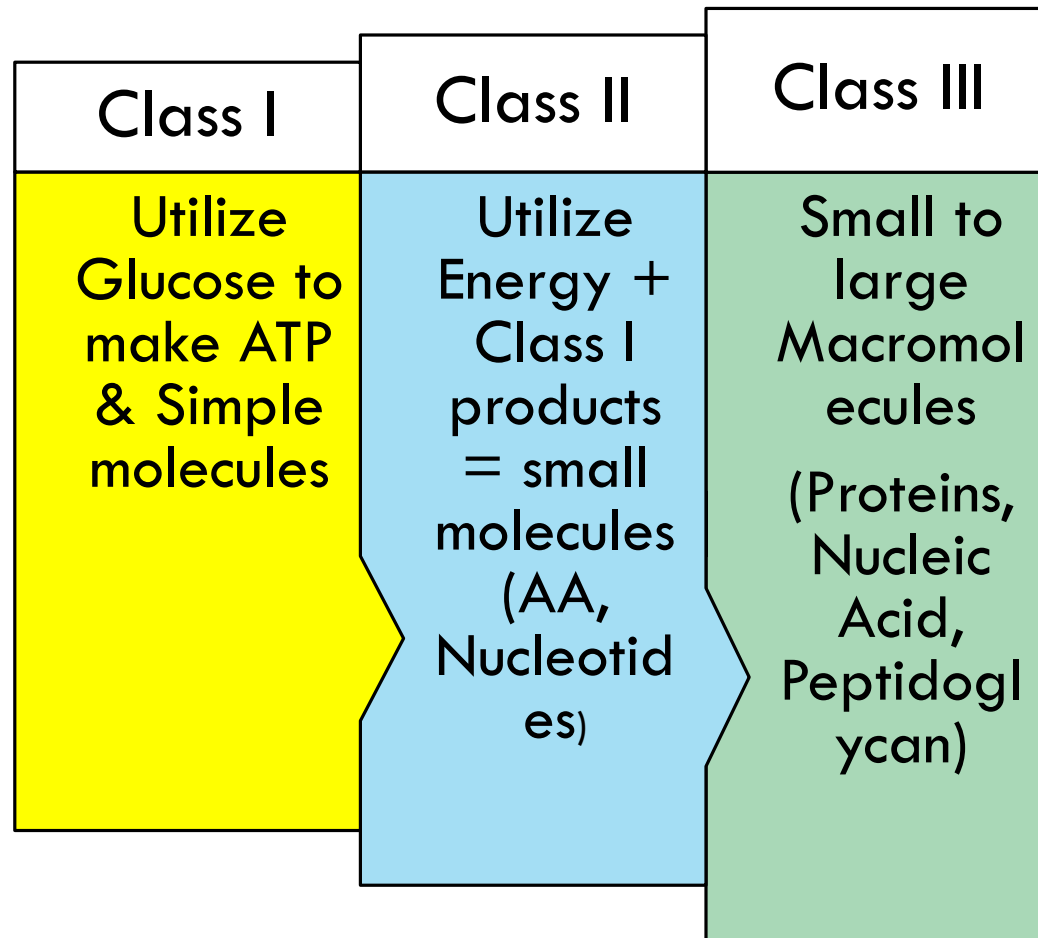 Class I
Utilize
Glucose to
make ATP
& Simple
molecules
Class II
Utilize
Energy +
Class I
products
= small
molecules
(AA,
Nucleotid
es)
Class III
Small to
large
Macromol
ecules
(Proteins,
Nucleic
Acid,
Peptidogl
ycan)